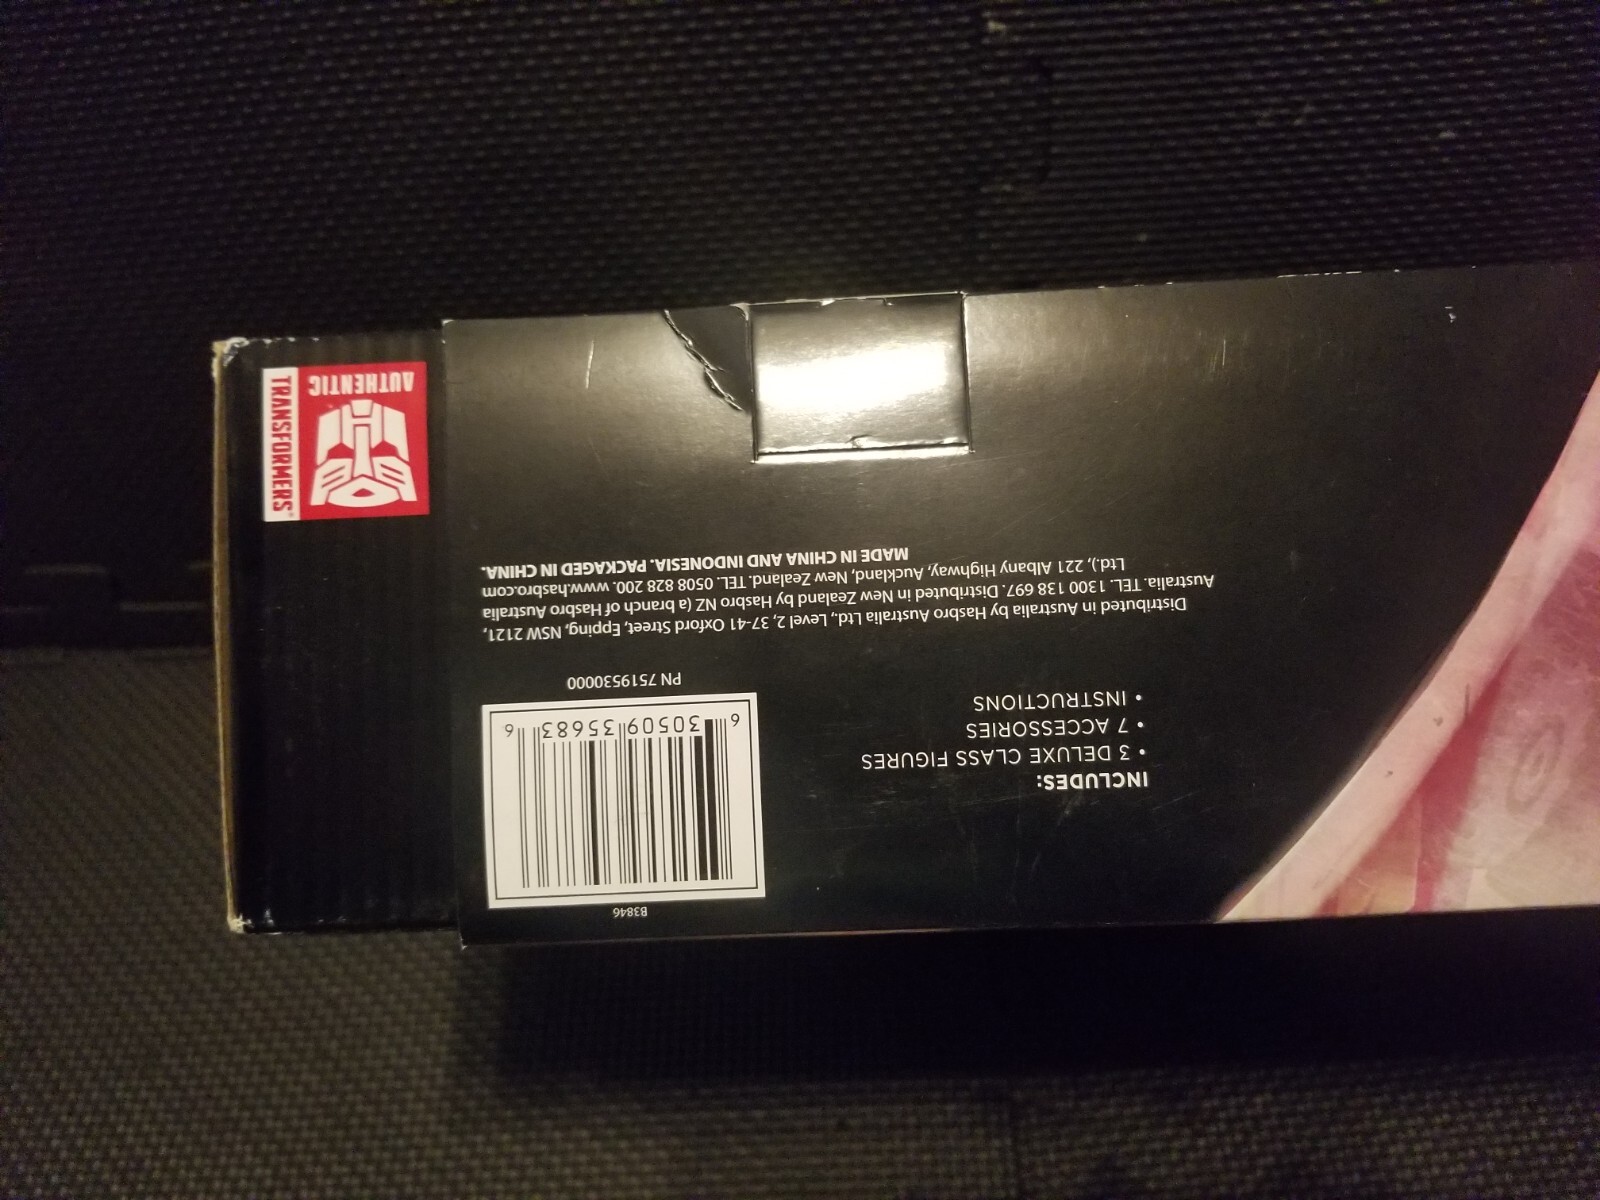 B3846
6 30509 35683 6
PN 7519530000
INCLUDES:
• 3 DELUXE CLASS FIGURES
• 7 ACCESSORIES
• INSTRUCTIONS
Distributed in Australia by Hasbro Australia Ltd., Level 2, 37-41 Oxford Street, Epping, NSW 2121,
Australia. TEL. 1300 138 697. Distributed in New Zealand by Hasbro NZ (a branch of Hasbro Australia
Ltd.), 221 Albany Highway, Auckland, New Zealand. TEL. 0508 828 200. www.hasbro.com
MADE IN CHINA AND INDONESIA. PACKAGED IN CHINA.
TRANSFORMERS®
AUTHENTIC